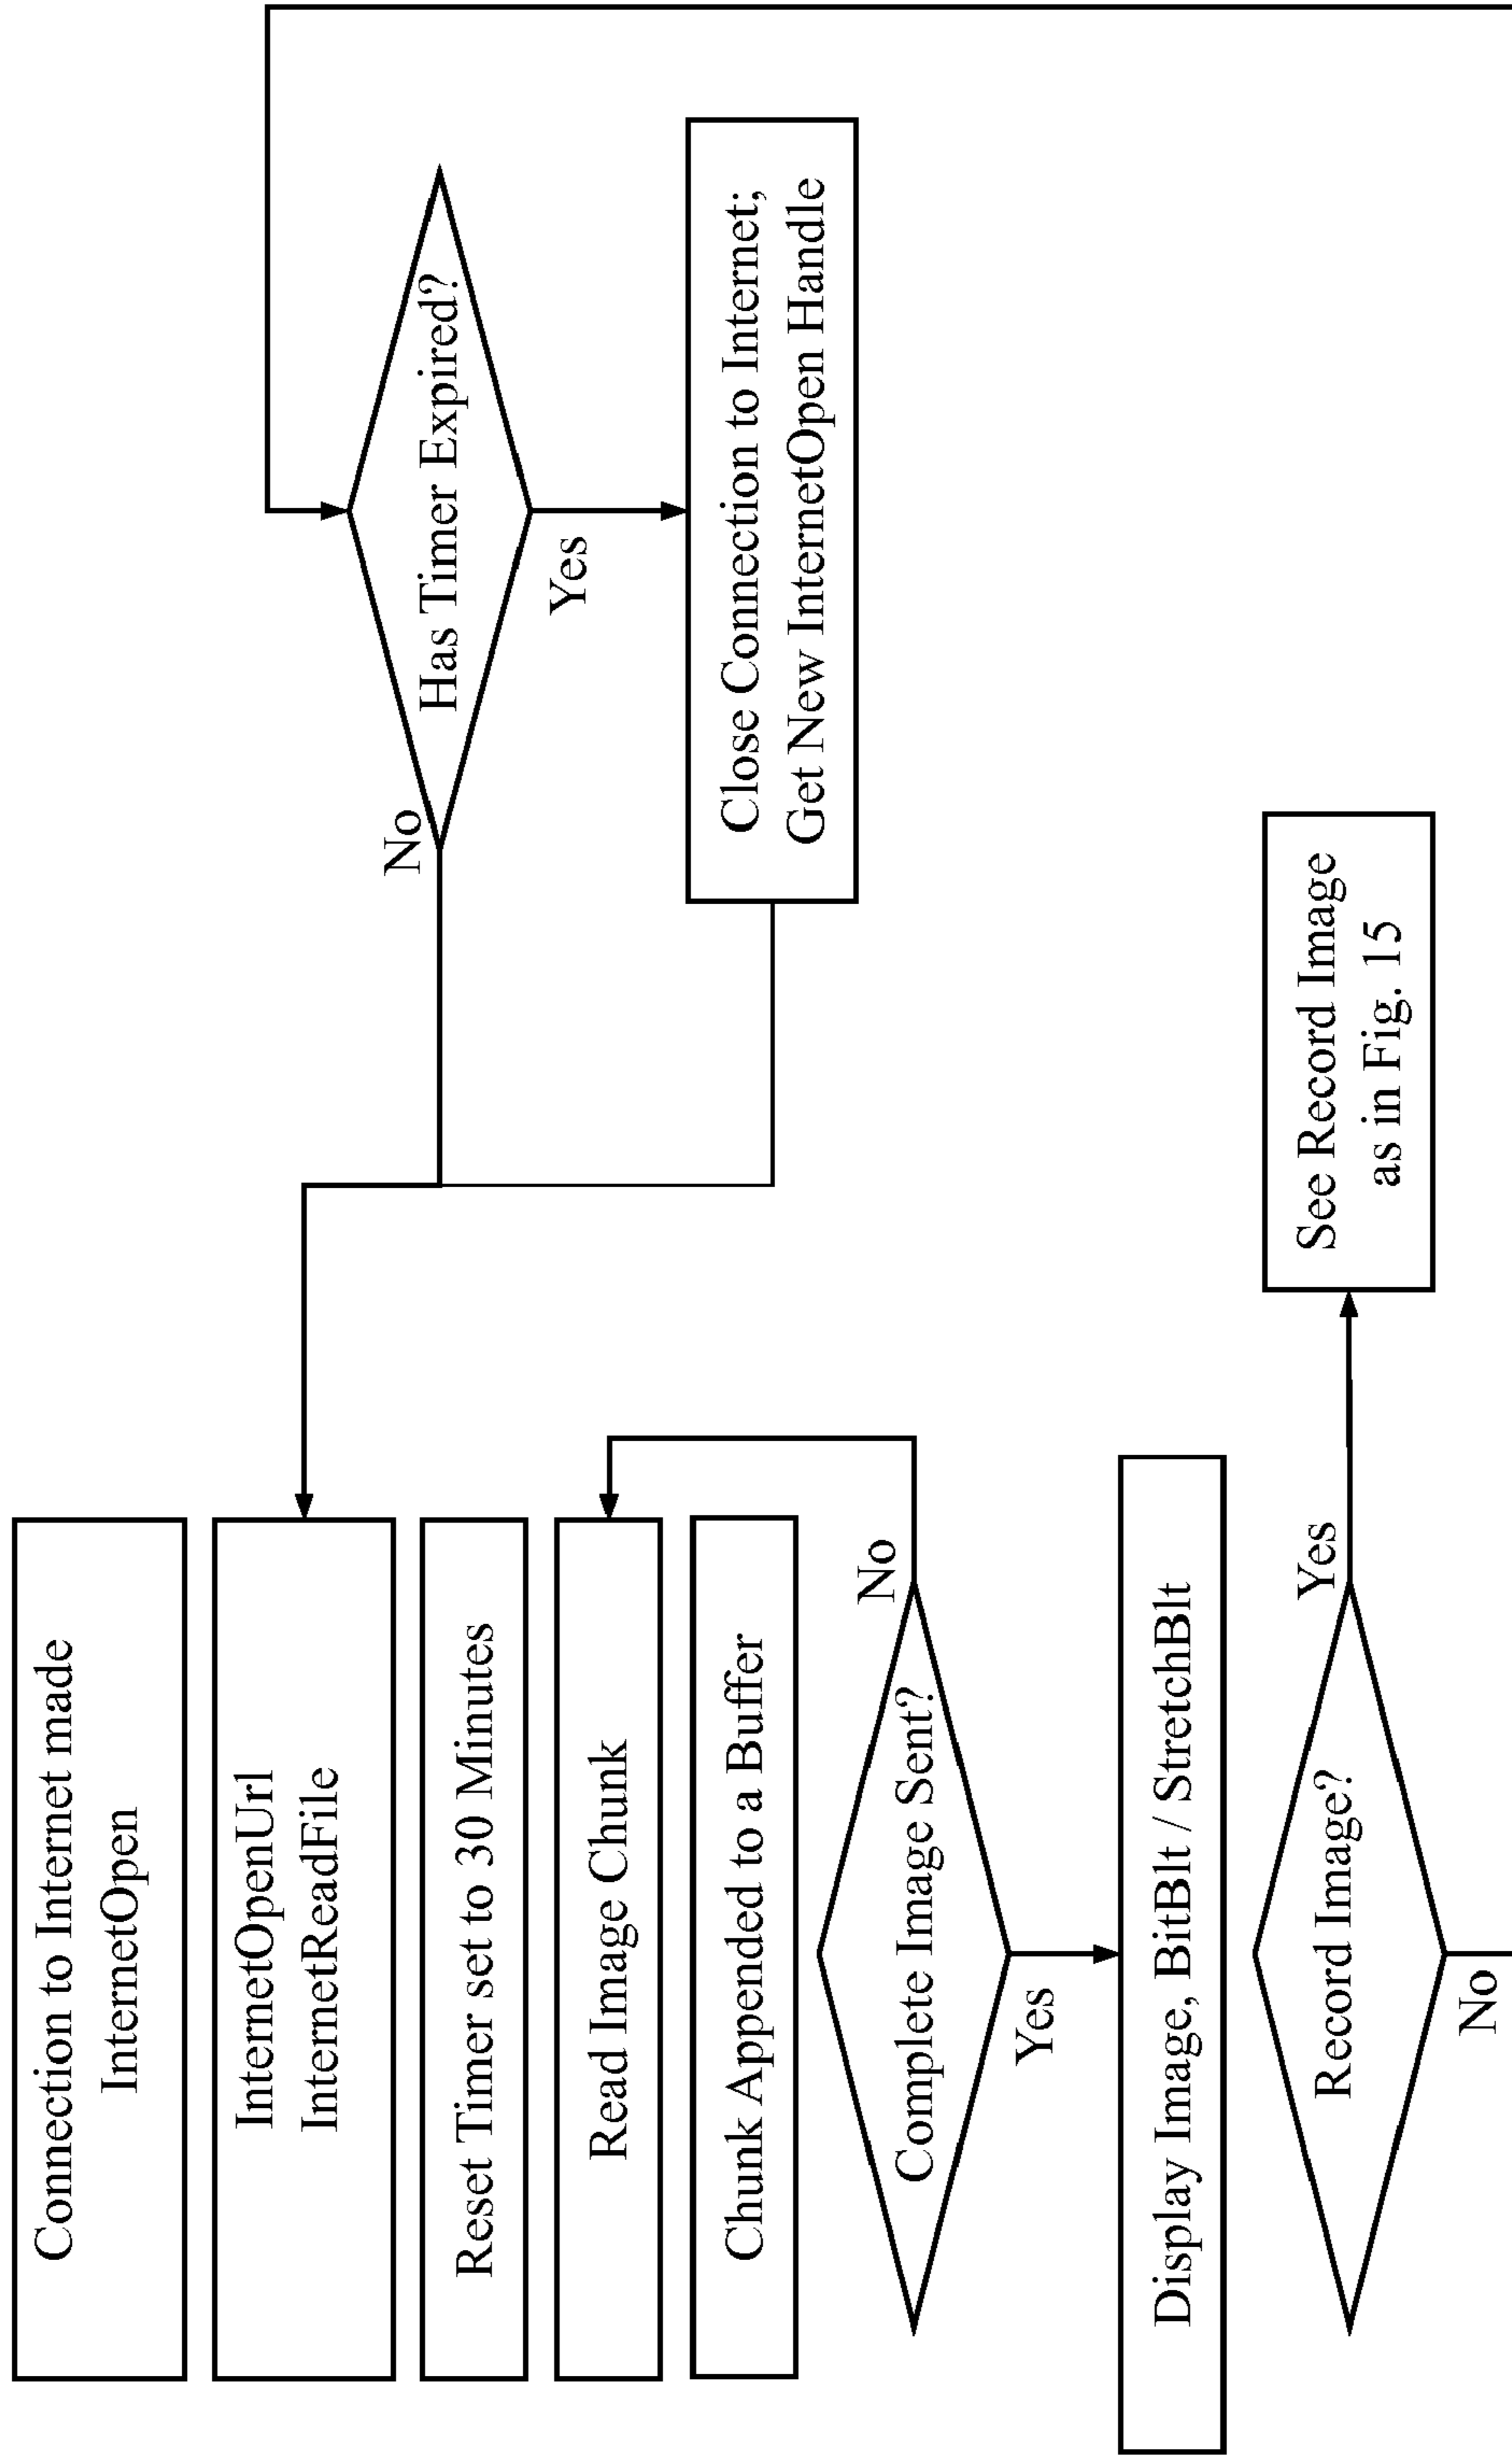 Connection to Internet made
InternetOpen
InternetOpenUrl
InternetReadFile
Reset Timer set to 30 Minutes
Read Image Chunk
Chunk Appended to a Buffer
Complete Image Sent?
No
Yes
Display Image, BitBlt / StretchBlt
Record Image?
Yes
No
See Record Image
as in Fig. 15
Has Timer Expired?
No
Yes
Close Connection to Internet;
Get New InternetOpen Handle